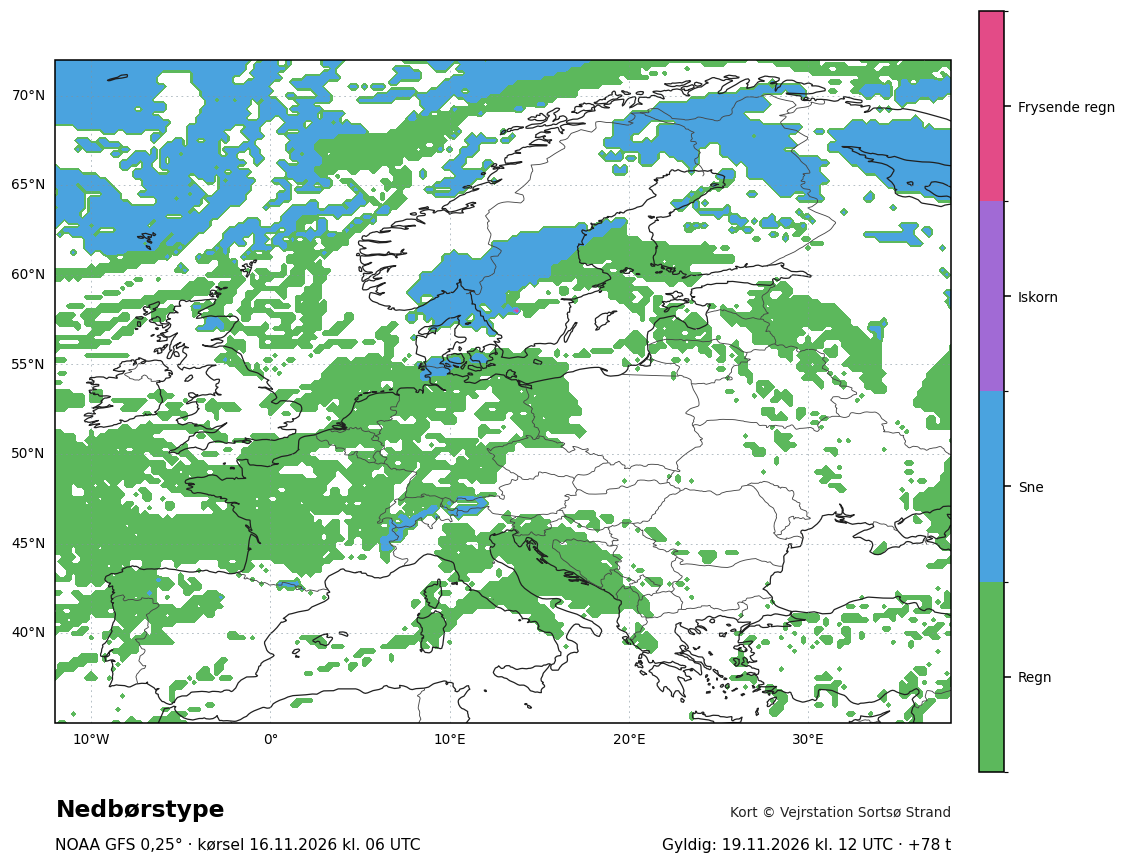 70°N
65°N
60°N
55°N
50°N
45°N
40°N
10°W
0°
10°E
20°E
30°E
Frysende regn
Iskorn
Sne
Regn
Nedbørstype
Kort © Vejrstation Sortsø Strand
NOAA GFS 0,25° · kørsel 16.11.2026 kl. 06 UTC
Gyldig: 19.11.2026 kl. 12 UTC · +78 t